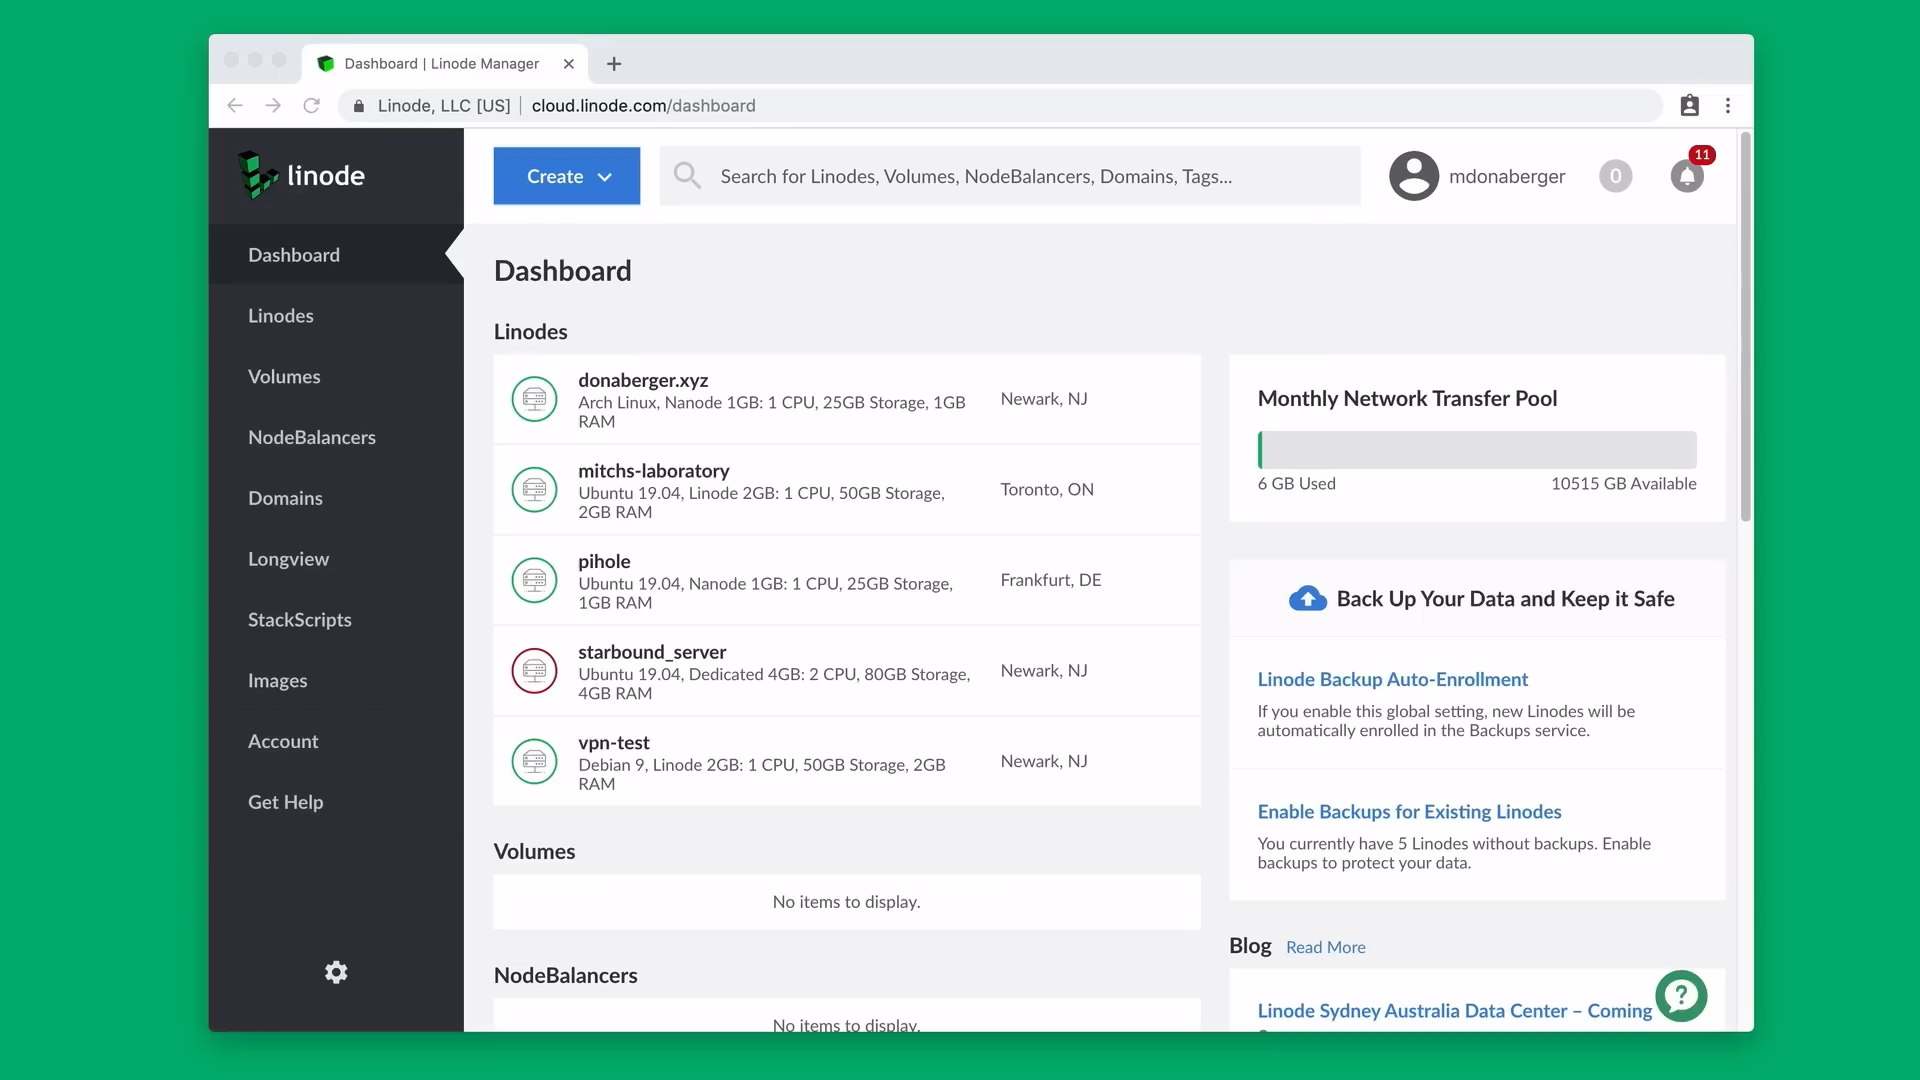 Dashboard | Linode Manager
Linode, LLC [US] | cloud.linode.com/dashboard
linode
Create
Search for Linodes, Volumes, NodeBalancers, Domains, Tags...
mdonaberger
0
11
Dashboard
Linodes
Volumes
NodeBalancers
Domains
Longview
StackScripts
Images
Account
Get Help
Dashboard
Linodes
donaberger.xyz
Arch Linux, Nanode 1GB: 1 CPU, 25GB Storage, 1GB
RAM
Newark, NJ
mitchs-laboratory
Ubuntu 19.04, Linode 2GB: 1 CPU, 50GB Storage,
2GB RAM
Toronto, ON
pihole
Ubuntu 19.04, Nanode 1GB: 1 CPU, 25GB Storage,
1GB RAM
Frankfurt, DE
starbound_server
Ubuntu 19.04, Dedicated 4GB: 2 CPU, 80GB Storage,
4GB RAM
Newark, NJ
vpn-test
Debian 9, Linode 2GB: 1 CPU, 50GB Storage, 2GB
RAM
Newark, NJ
Volumes
No items to display.
NodeBalancers
No items to display.
Monthly Network Transfer Pool
6 GB Used
10515 GB Available
Back Up Your Data and Keep it Safe
Linode Backup Auto-Enrollment
If you enable this global setting, new Linodes will be
automatically enrolled in the Backups service.
Enable Backups for Existing Linodes
You currently have 5 Linodes without backups. Enable
backups to protect your data.
Blog Read More
Linode Sydney Australia Data Center – Coming